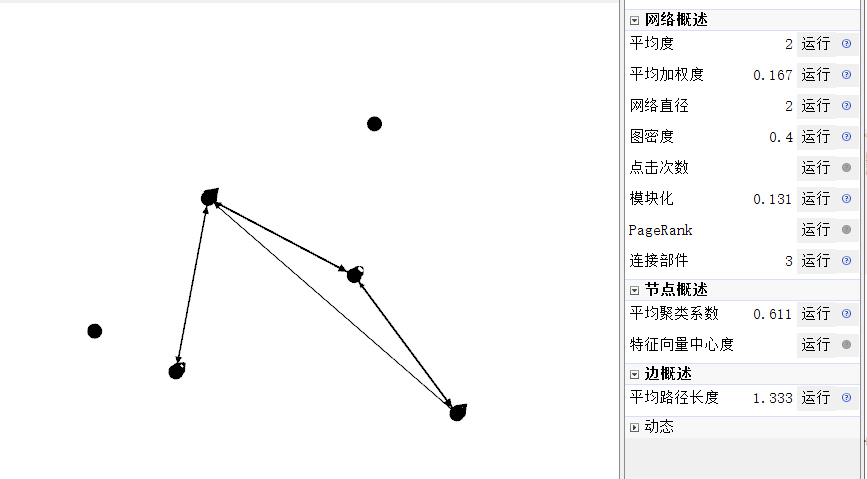 网络概述
平均度 2 运行
平均加权度 0.167 运行
网络直径 2 运行
图密度 0.4 运行
点击次数 运行
模块化 0.131 运行
PageRank 运行
连接部件 3 运行
节点概述
平均聚类系数 0.611 运行
特征向量中心度 运行
边概述
平均路径长度 1.333 运行
动态